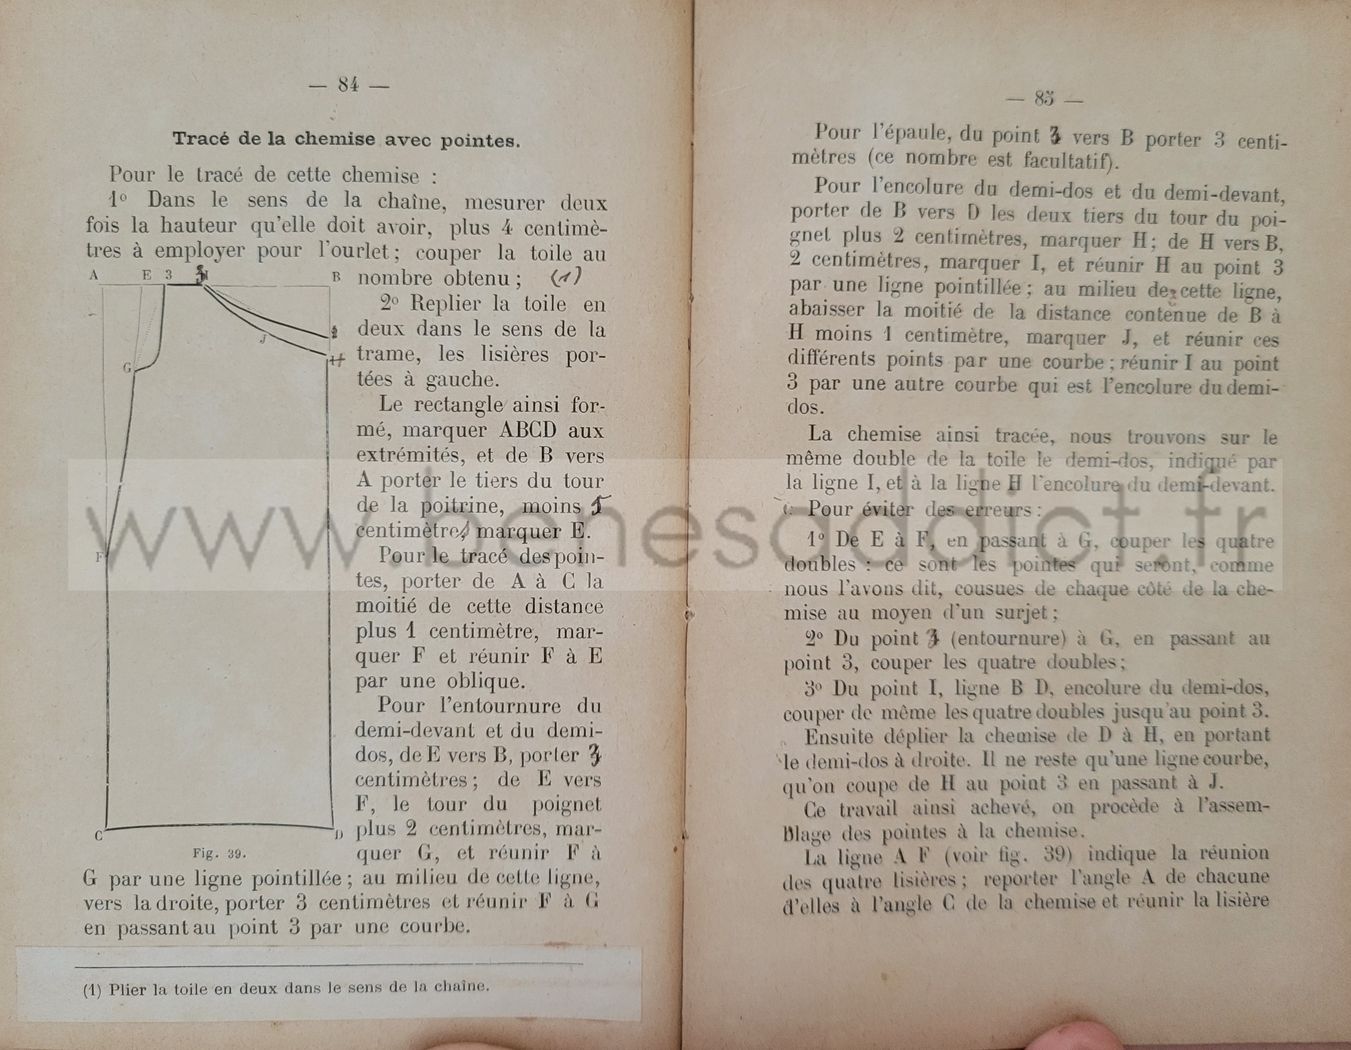 — 84 —
Tracé de la chemise avec pointes.
Pour le tracé de cette chemise :
1º Dans le sens de la chaîne, mesurer deux
fois la hauteur qu'elle doit avoir, plus 4 centimè-
tres à employer pour l'ourlet ; couper la toile au
nombre obtenu ; (1)
2º Replier la toile en
deux dans le sens de la
trame, les lisières por-
tées à gauche.
Le rectangle ainsi for-
mé, marquer ABCD aux
extrémités, et de B vers
A porter le tiers du tour
de la poitrine, moins 5
centimètre, marquer E.
Pour le tracé des poin-
tes, porter de A à C la
moitié de cette distance
plus 1 centimètre, mar-
quer F et réunir F à E
par une oblique.
Pour l'entournure du
demi-devant et du demi-
dos, de E vers B, porter 3
centimètres ; de E vers
F, le tour du poignet
plus 2 centimètres, mar-
quer G, et réunir F à
G par une ligne pointillée ; au milieu de cette ligne,
vers la droite, porter 3 centimètres et réunir F à G
en passant au point 3 par une courbe.
A E 3 B
J
H
G
F
C D
Fig. 39.
(1) Plier la toile en deux dans le sens de la chaîne.
— 85 —
Pour l'épaule, du point 3 vers B porter 3 centi-
mètres (ce nombre est facultatif).
Pour l'encolure du demi-dos et du demi-devant,
porter de B vers D les deux tiers du tour du poi-
gnet plus 2 centimètres, marquer H ; de H vers B,
2 centimètres, marquer I, et réunir H au point 3
par une ligne pointillée ; au milieu de cette ligne,
abaisser la moitié de la distance contenue de B à
H moins 1 centimètre, marquer J, et réunir ces
différents points par une courbe ; réunir I au point
3 par une autre courbe qui est l'encolure du demi-
dos.
La chemise ainsi tracée, nous trouvons sur le
même double de la toile le demi-dos, indiqué par
la ligne I, et à la ligne H l'encolure du demi-devant.
Pour éviter des erreurs :
1º De E à F, en passant à G, couper les quatre
doubles : ce sont les pointes qui seront, comme
nous l'avons dit, cousues de chaque côté de la che-
mise au moyen d'un surjet ;
2º Du point 3 (entournure) à G, en passant au
point 3, couper les quatre doubles ;
3º Du point I, ligne B D, encolure du demi-dos,
couper de même les quatre doubles jusqu'au point 3.
Ensuite déplier la chemise de D à H, en portant
le demi-dos à droite. Il ne reste qu'une ligne courbe,
qu'on coupe de H au point 3 en passant à J.
Ce travail ainsi achevé, on procède à l'assem-
blage des pointes à la chemise.
La ligne A F (voir fig. 39) indique la réunion
des quatre lisières ; reporter l'angle A de chacune
d'elles à l'angle C de la chemise et réunir la lisière
www.benesaddict.fr